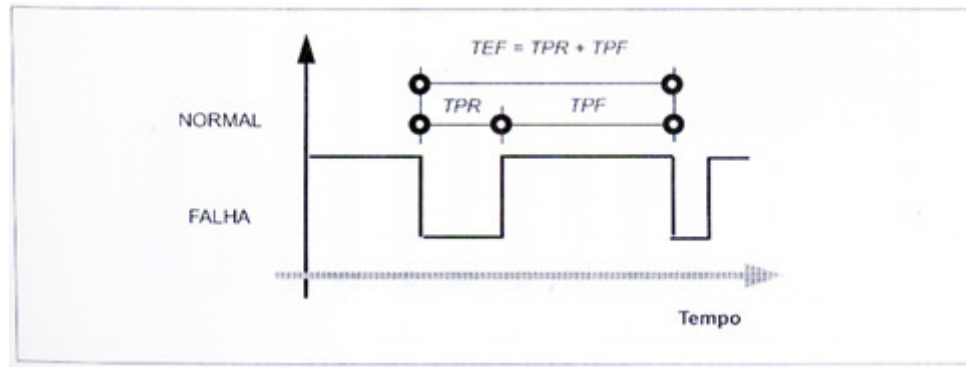 TEF = TPR + TPF
TPR
TPF
NORMAL
FALHA
Tempo